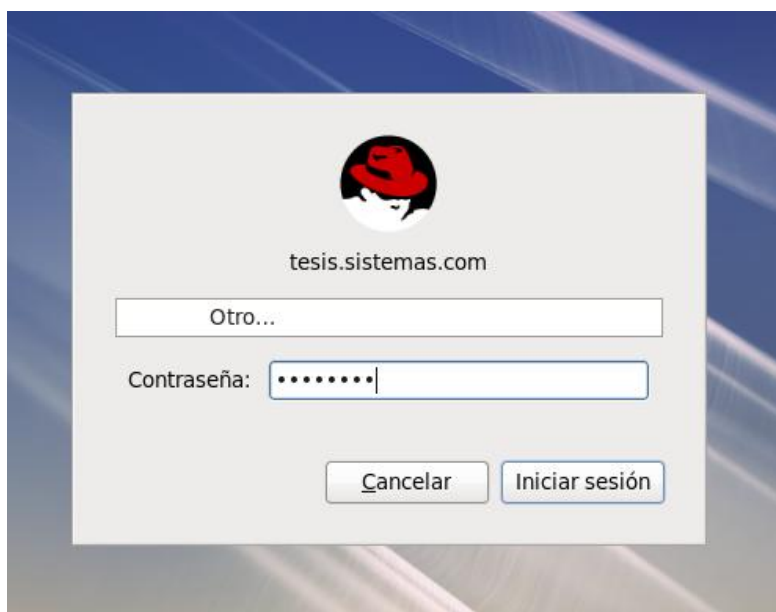 tesis.sistemas.com
Otro...
Contraseña: ••••••••
Cancelar Iniciar sesión